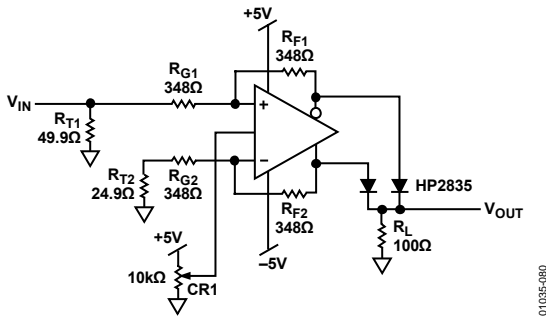 +5V
RF1
348Ω
RG1
348Ω
VIN
RT1
49.9Ω
+
−
RT2
24.9Ω
RG2
348Ω
RF2
348Ω
HP2835
VOUT
RL
100Ω
+5V
−5V
10kΩ
CR1
01035-080